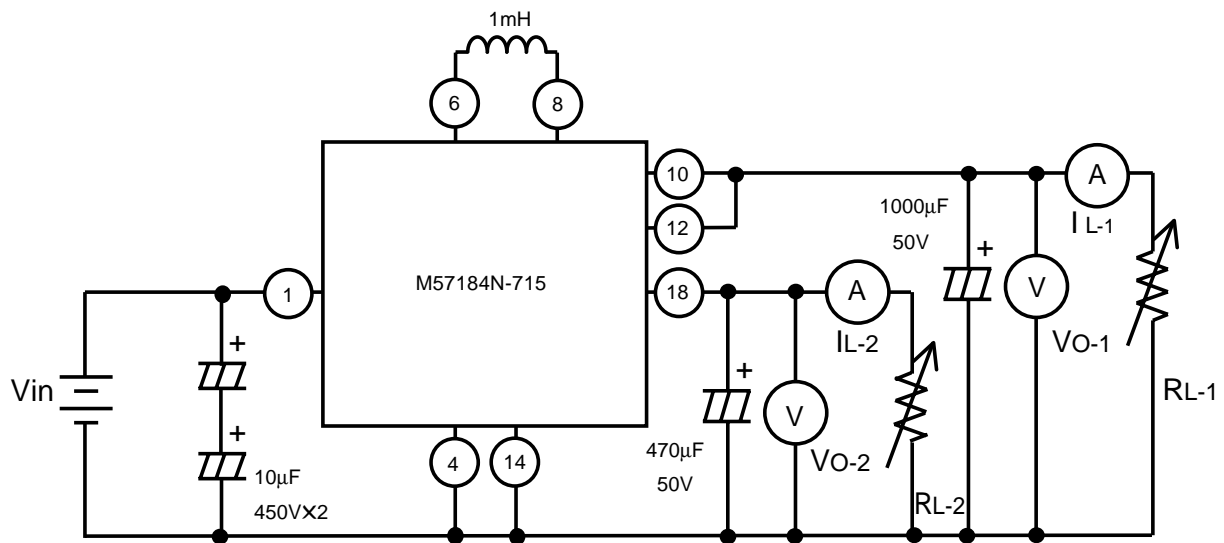 1mH
6
8
10
12
1000µF
50V
A
IL-1
M57184N-715
1
18
A
IL-2
V
VO-1
RL-1
+
+
+
+
Vin
V
VO-2
470µF
50V
RL-2
4
14
10µF
450V×2